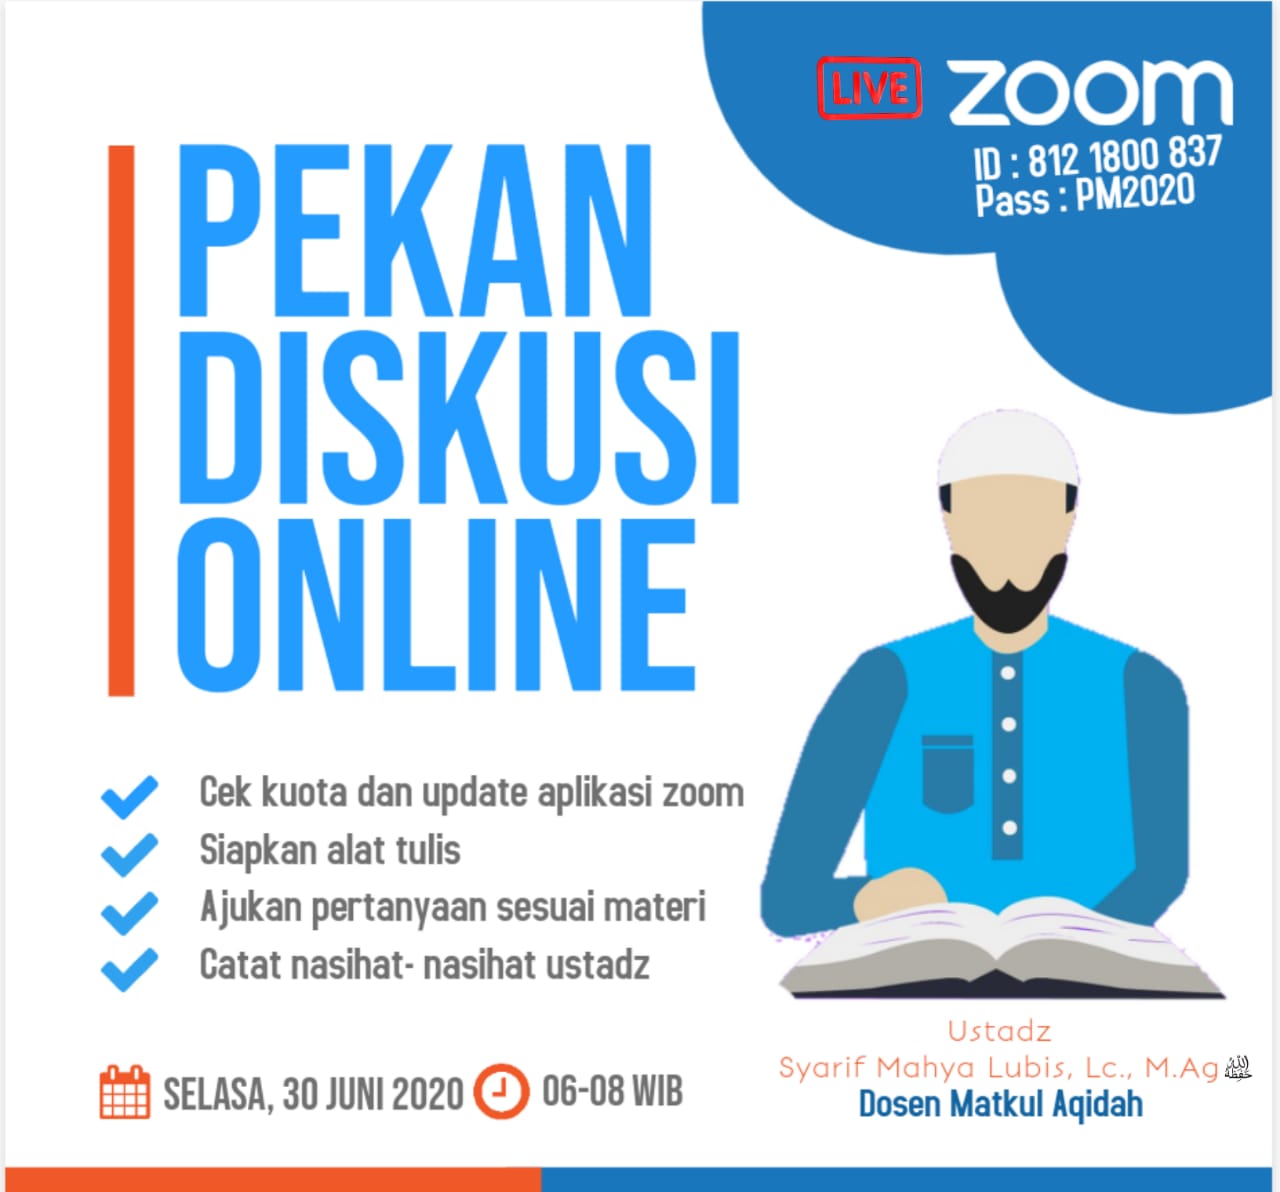 LIVE zoom
ID : 812 1800 837
Pass : PM2020
PEKAN
DISKUSI
ONLINE
Cek kuota dan update aplikasi zoom
Siapkan alat tulis
Ajukan pertanyaan sesuai materi
Catat nasihat- nasihat ustadz
SELASA, 30 JUNI 2020 06-08 WIB
Ustadz
Syarif Mahya Lubis, Lc., M.Ag حفظه الله
Dosen Matkul Aqidah